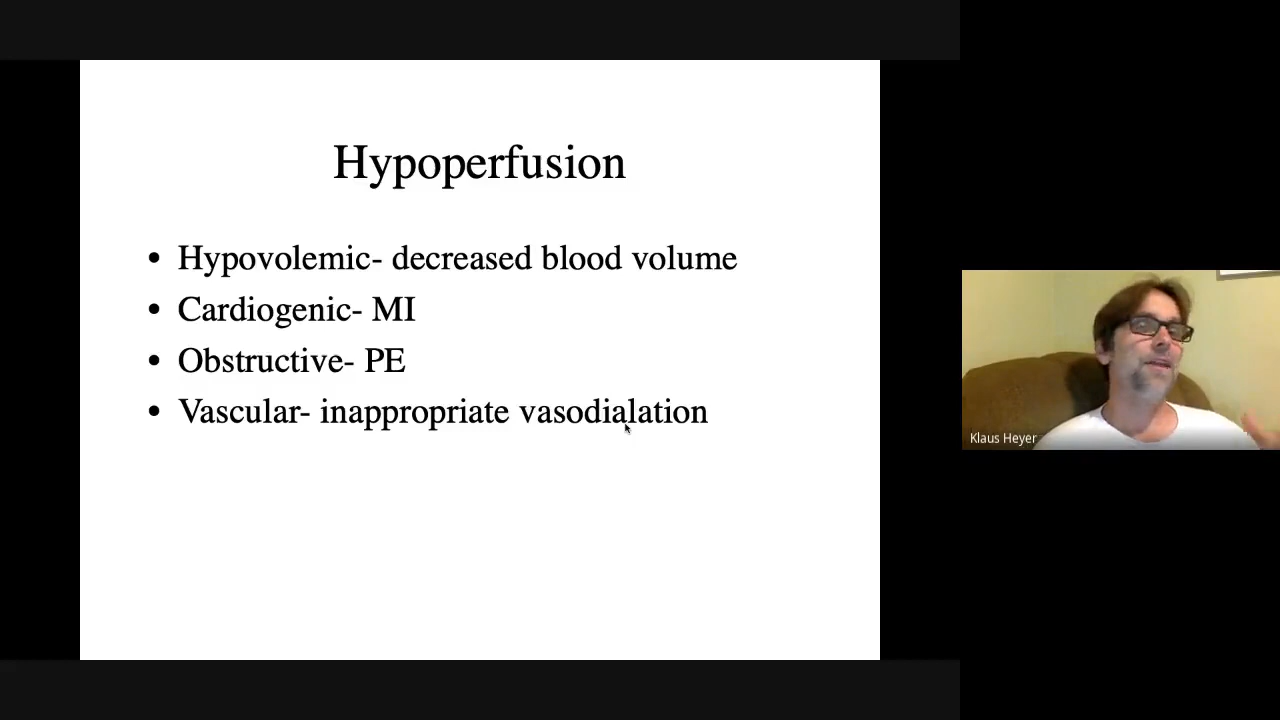 Hypoperfusion
• Hypovolemic- decreased blood volume
• Cardiogenic- MI
• Obstructive- PE
• Vascular- inappropriate vasodialation
Klaus Heyer